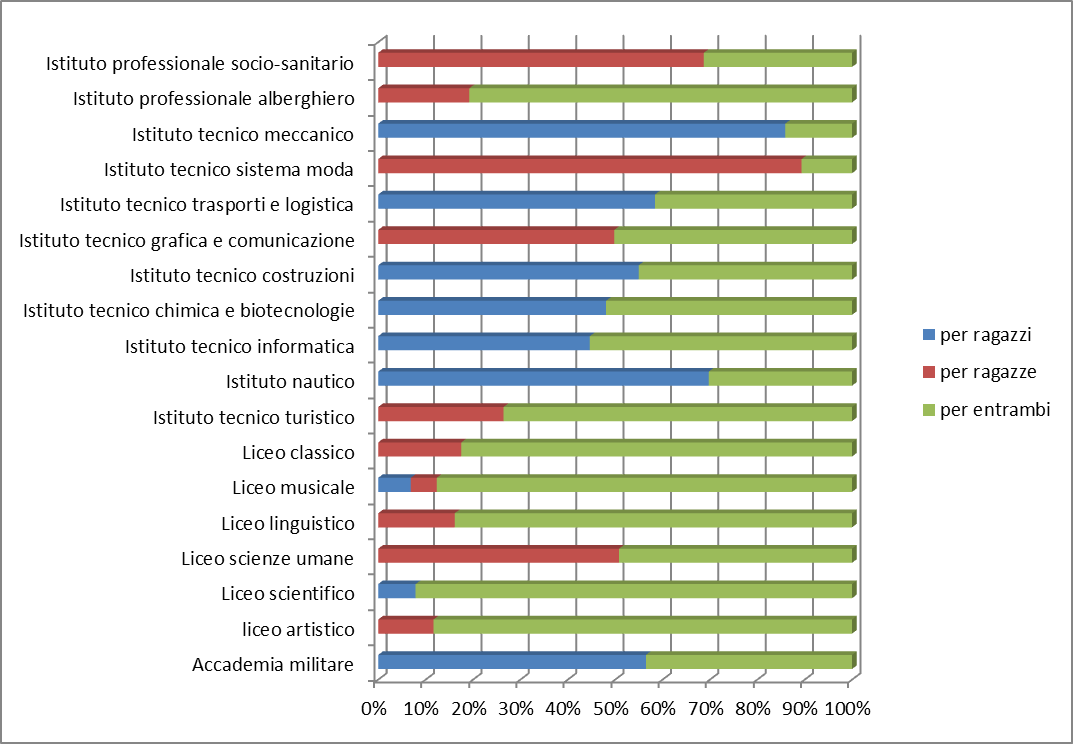 Istituto professionale socio-sanitario
Istituto professionale alberghiero
Istituto tecnico meccanico
Istituto tecnico sistema moda
Istituto tecnico trasporti e logistica
Istituto tecnico grafica e comunicazione
Istituto tecnico costruzioni
Istituto tecnico chimica e biotecnologie
Istituto tecnico informatica
Istituto nautico
Istituto tecnico turistico
Liceo classico
Liceo musicale
Liceo linguistico
Liceo scienze umane
Liceo scientifico
liceo artistico
Accademia militare
0% 10% 20% 30% 40% 50% 60% 70% 80% 90% 100%
per ragazzi
per ragazze
per entrambi